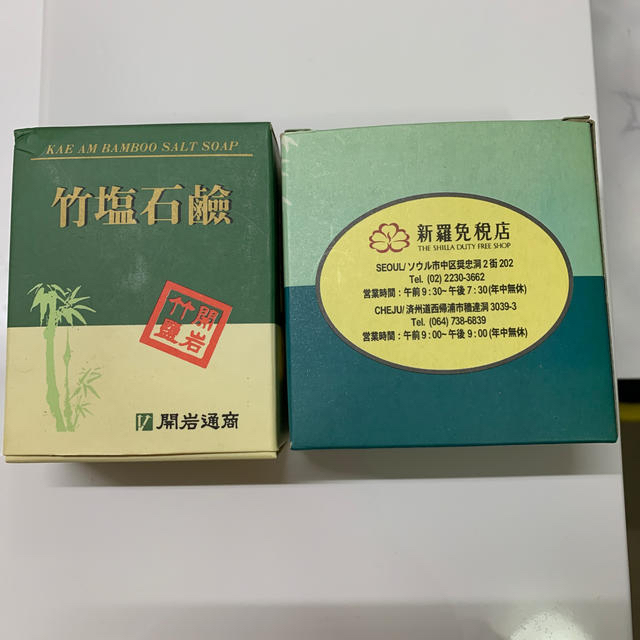 KAE AM BAMBOO SALT SOAP
竹塩石鹼
開岩
竹鹽
開岩通商
新羅免稅店
THE SHILLA DUTY FREE SHOP
SEOUL/ソウル市中区奨忠洞2街202
Tel. (02) 2230-3662
営業時間：午前9:30~午後7:30(年中無休)
CHEJU/済州道西帰浦市穡達洞3039-3
Tel. (064) 738-6839
営業時間：午前9:00~午後9:00(年中無休)